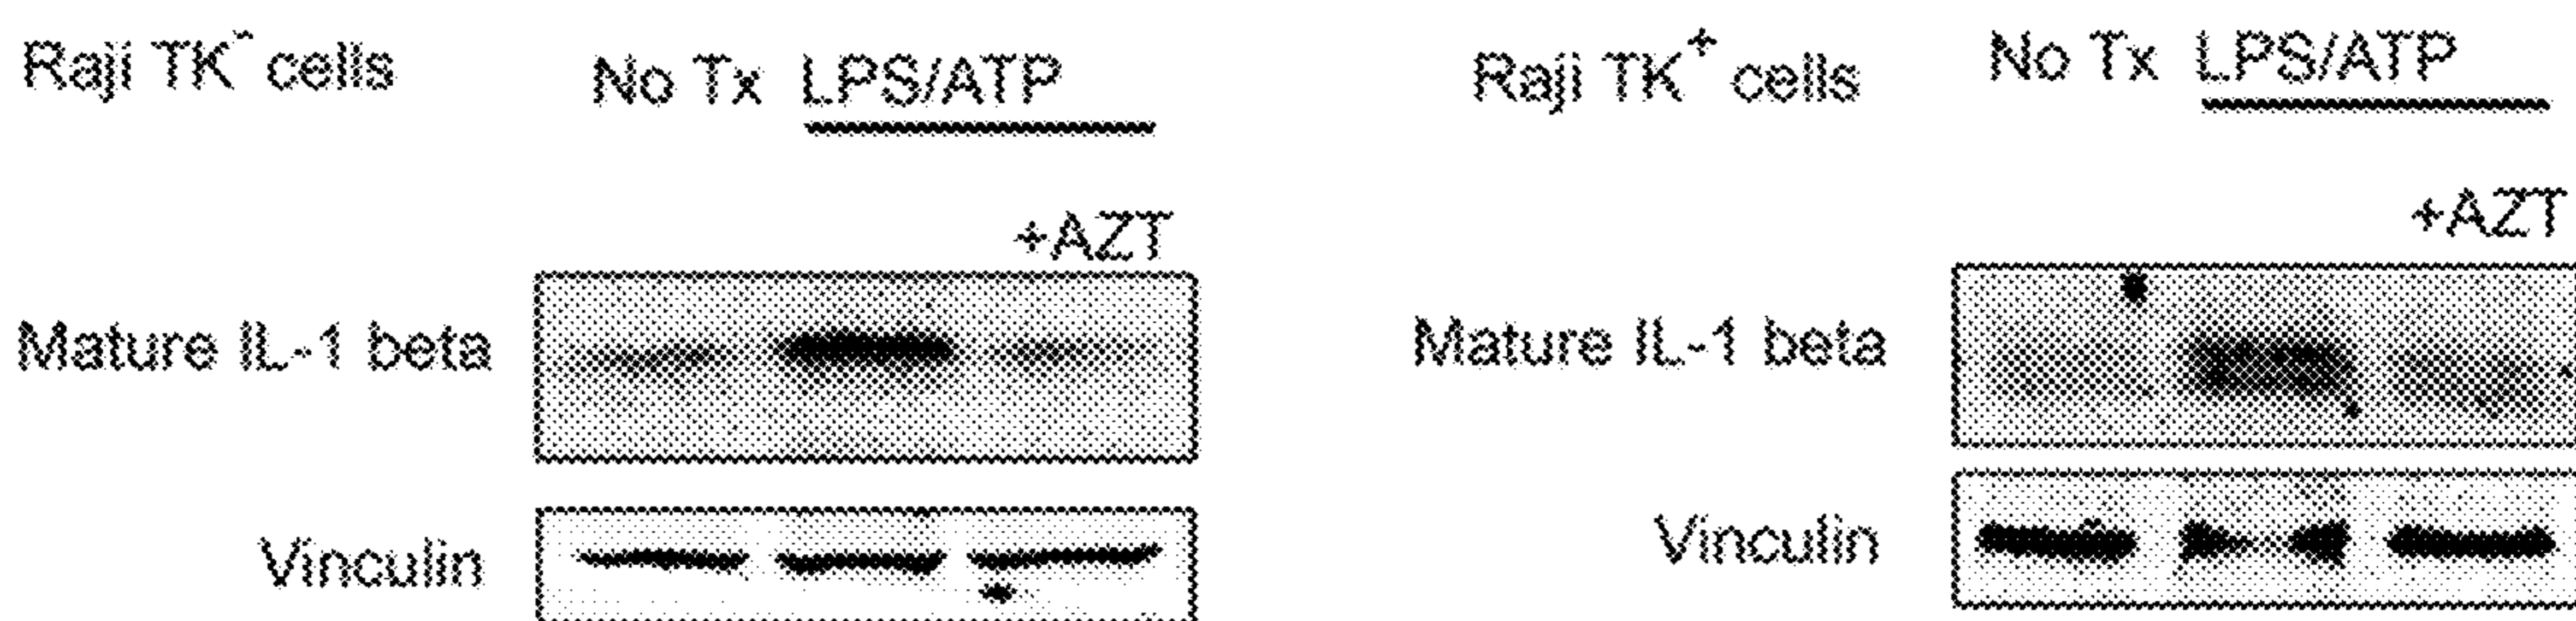 Raji TK⁻ cells
No Tx LPS/ATP
+AZT
Mature IL-1 beta
Vinculin
Raji TK⁺ cells
No Tx LPS/ATP
+AZT
Mature IL-1 beta
Vinculin